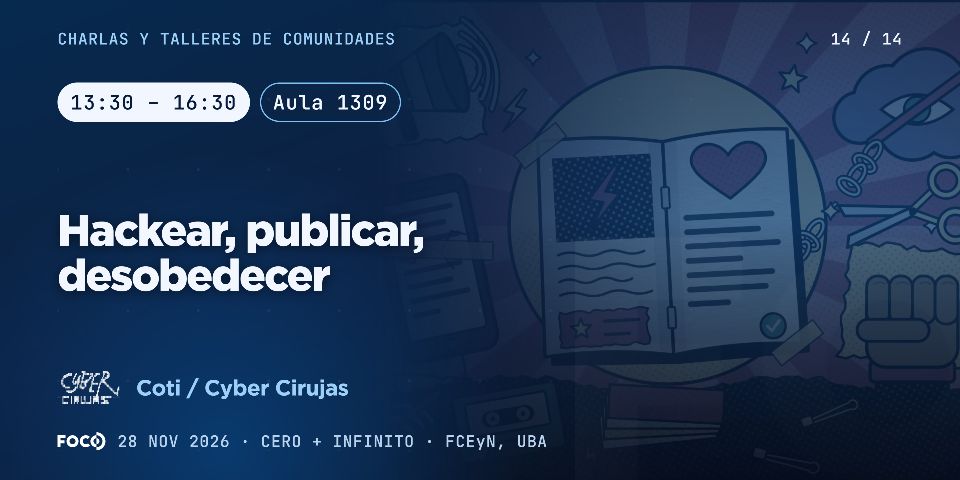 CHARLAS Y TALLERES DE COMUNIDADES
14 / 14
13:30 – 16:30
Aula 1309
Hackear, publicar,
desobedecer
CYBER
CIRUJAS
Coti / Cyber Cirujas
FOCO
28 NOV 2026 · CERO + INFINITO · FCEyN, UBA